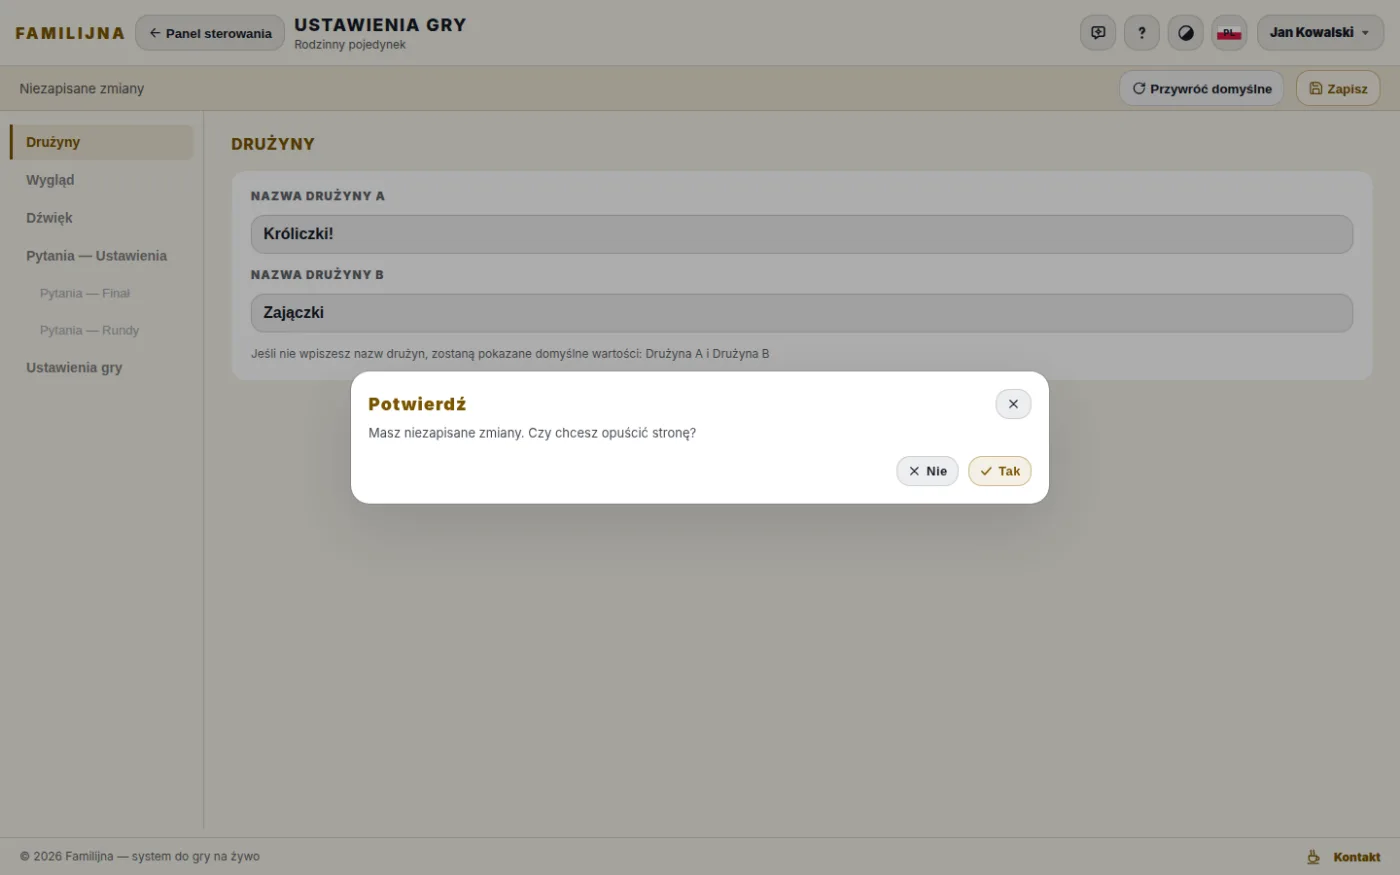 FAMILIJNA
Panel sterowania
USTAWIENIA GRY
Rodzinny pojedynek
?
PL
Jan Kowalski
Niezapisane zmiany
Przywróć domyślne
Zapisz
Drużyny
Wygląd
Dźwięk
Pytania — Ustawienia
Pytania — Finał
Pytania — Rundy
Ustawienia gry
DRUŻYNY
NAZWA DRUŻYNY A
Króliczki!
NAZWA DRUŻYNY B
Zajączki
Jeśli nie wpiszesz nazw drużyn, zostaną pokazane domyślne wartości: Drużyna A i Drużyna B
Potwierdź
Masz niezapisane zmiany. Czy chcesz opuścić stronę?
Nie
Tak
© 2026 Familijna — system do gry na żywo
Kontakt